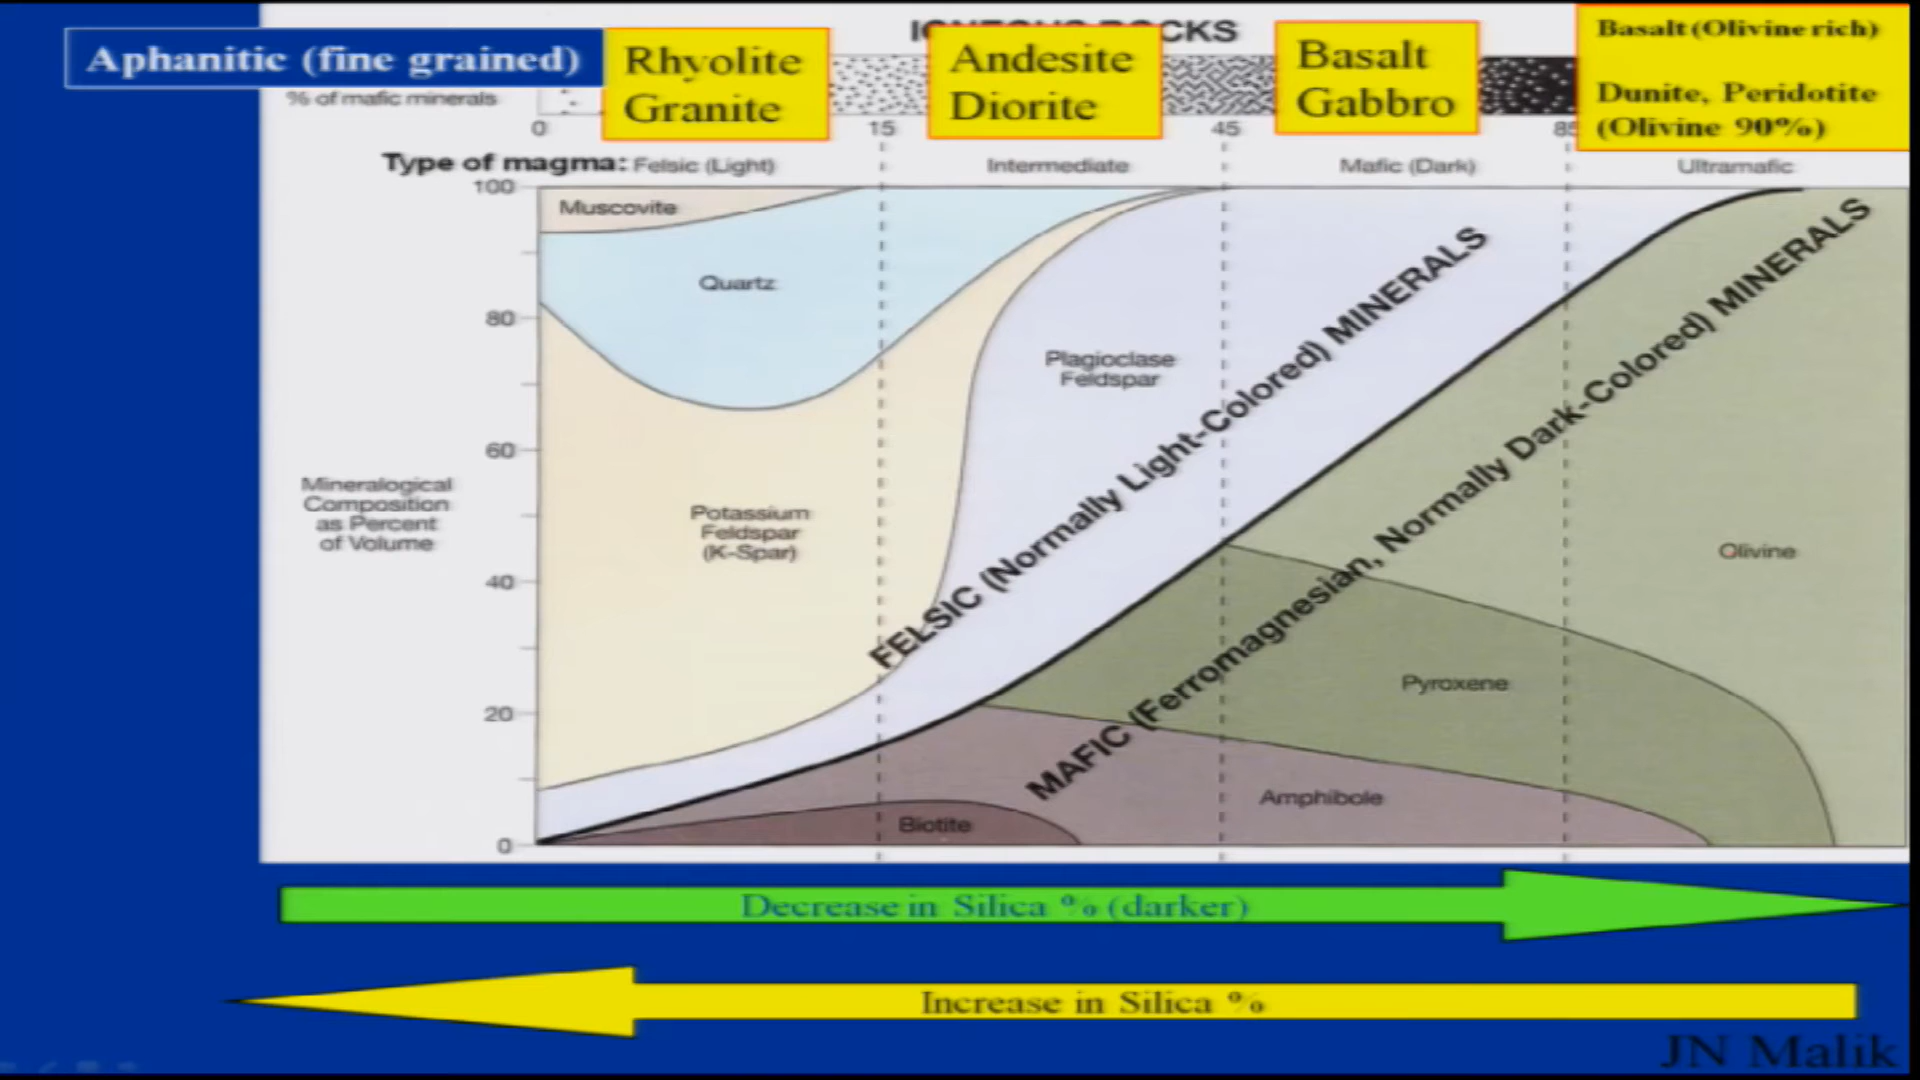 IGNEOUS ROCKS
Aphanitic (fine grained)
Rhyolite
Granite
Andesite
Diorite
Basalt
Gabbro
Basalt (Olivine rich)
Dunite, Peridotite
(Olivine 90%)
% of mafic minerals
0
15
45
85
Type of magma: Felsic (Light)
Intermediate
Mafic (Dark)
Ultramafic
100
80
60
40
20
0
Mineralogical
Composition
as Percent
of Volume
Muscovite
Quartz
Potassium
Feldspar
(K-Spar)
Plagioclase
Feldspar
FELSIC (Normally Light-Colored) MINERALS
MAFIC (Ferromagnesian, Normally Dark-Colored) MINERALS
Olivine
Pyroxene
Amphibole
Biotite
Decrease in Silica % (darker)
Increase in Silica %
JN Malik